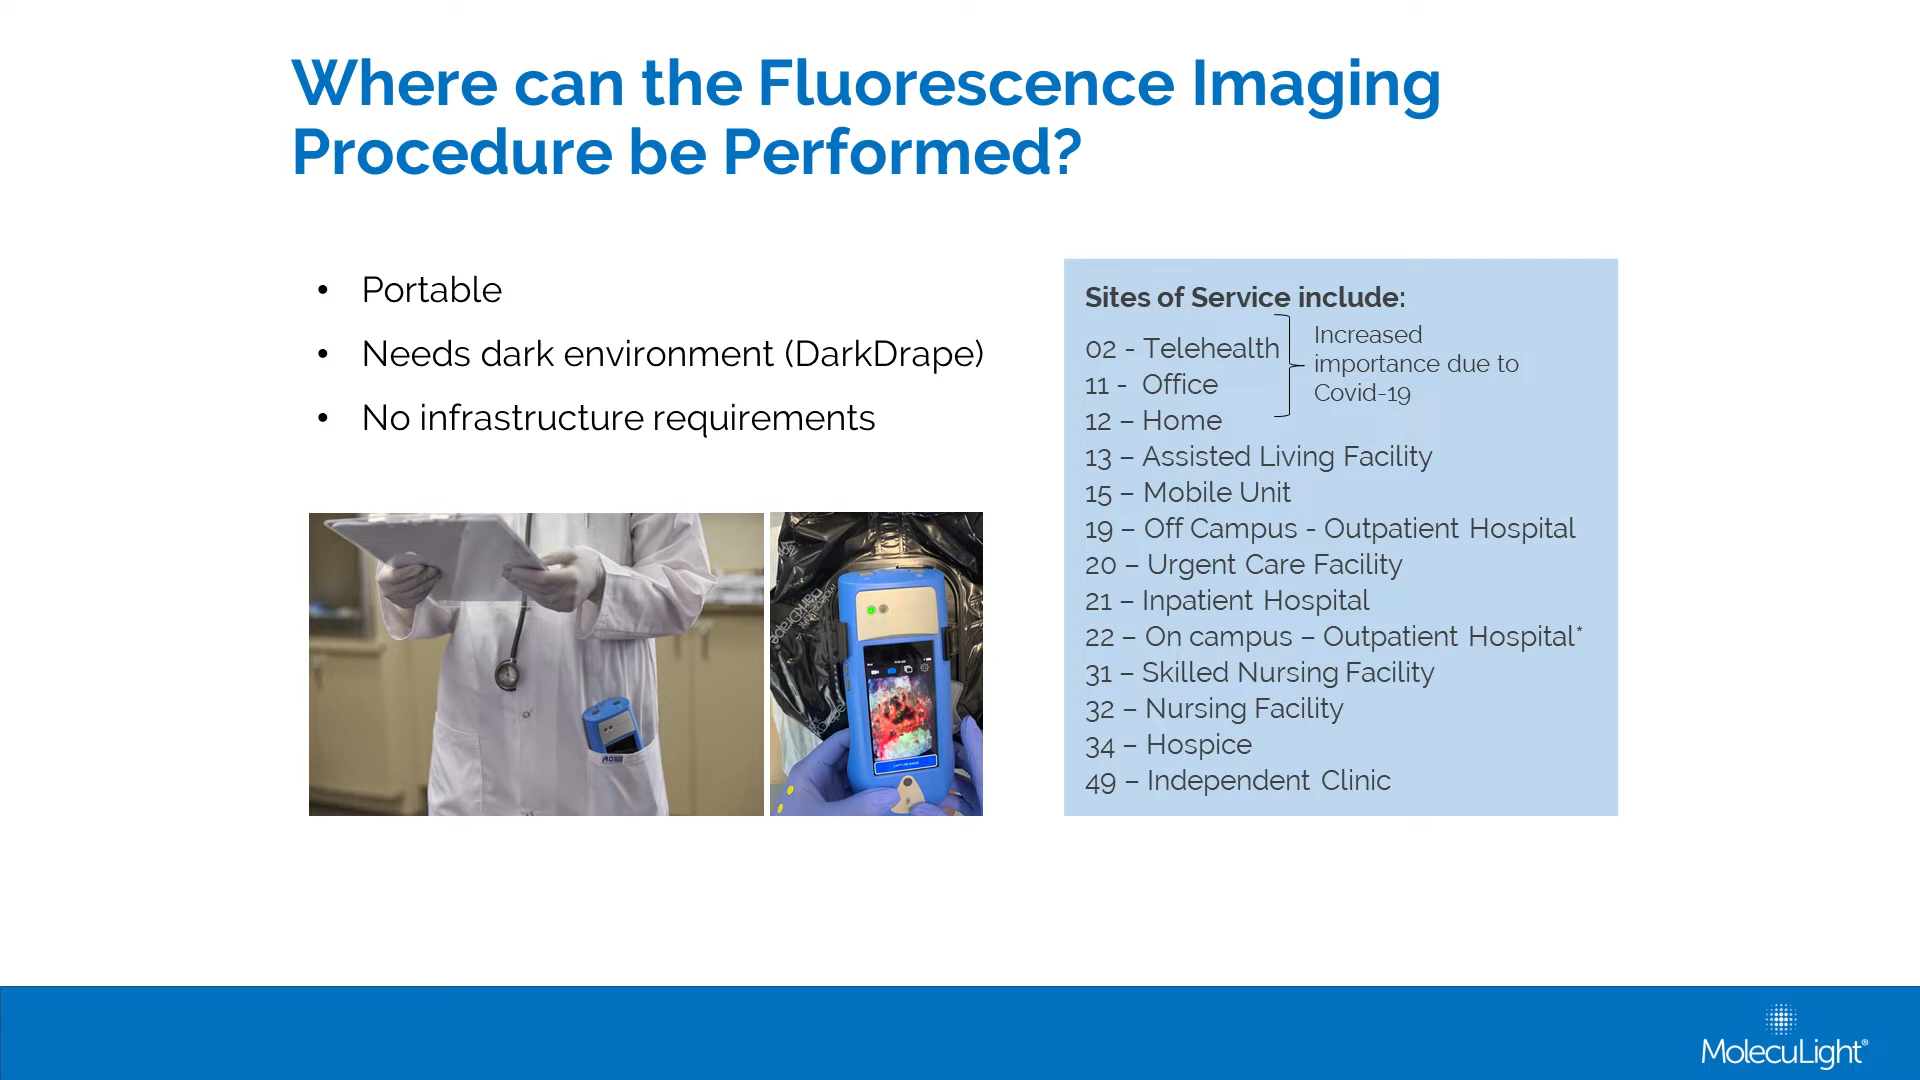 Where can the Fluorescence Imaging
Procedure be Performed?
• Portable
• Needs dark environment (DarkDrape)
• No infrastructure requirements
Sites of Service include:
02 - Telehealth
11 - Office
12 – Home
Increased
importance due to
Covid-19
13 – Assisted Living Facility
15 – Mobile Unit
19 – Off Campus - Outpatient Hospital
20 – Urgent Care Facility
21 – Inpatient Hospital
22 – On campus – Outpatient Hospital*
31 – Skilled Nursing Facility
32 – Nursing Facility
34 – Hospice
49 – Independent Clinic
DarkDrape
CAPTURE IMAGE
MolecuLight®